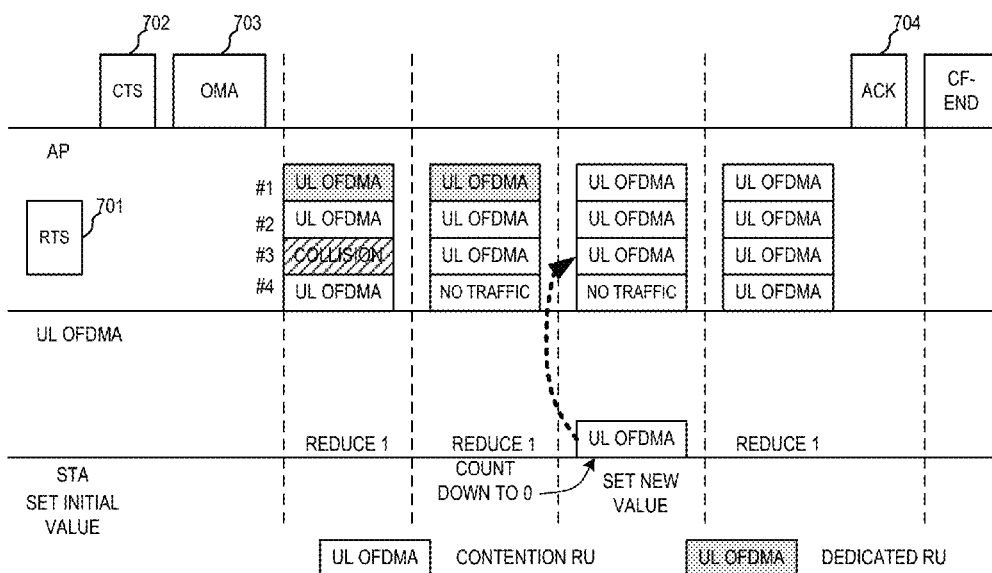 702
703
704
CTS
OMA
ACK
CF-
END
AP
701
RTS
#1
#2
#3
#4
UL OFDMA
UL OFDMA
COLLISION
UL OFDMA
UL OFDMA
UL OFDMA
UL OFDMA
NO TRAFFIC
UL OFDMA
UL OFDMA
UL OFDMA
NO TRAFFIC
UL OFDMA
UL OFDMA
UL OFDMA
UL OFDMA
UL OFDMA
REDUCE 1
REDUCE 1
UL OFDMA
REDUCE 1
STA
SET INITIAL
VALUE
COUNT
DOWN TO 0
SET NEW
VALUE
UL OFDMA
CONTENTION RU
UL OFDMA
DEDICATED RU